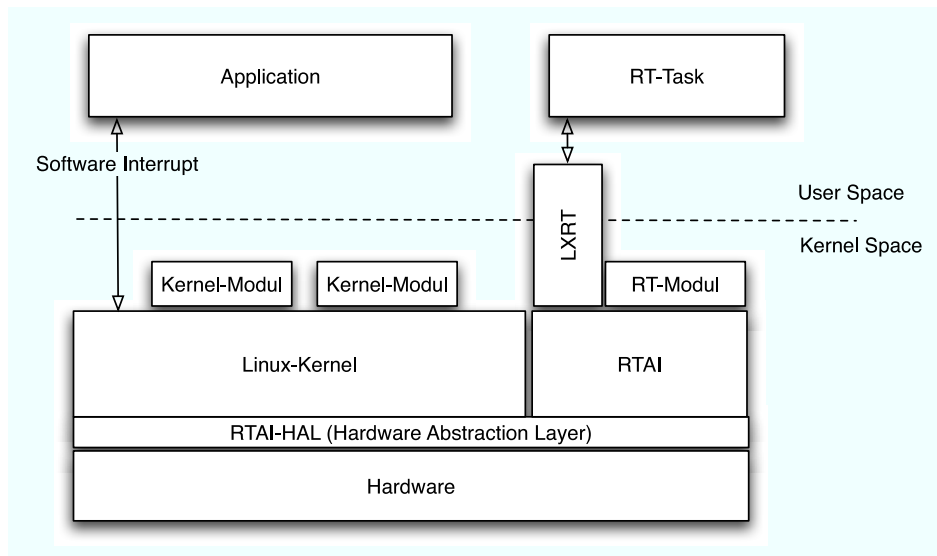 Application
RT-Task
Software Interrupt
User Space
LXRT
Kernel Space
Kernel-Modul
Kernel-Modul
RT-Modul
Linux-Kernel
RTAI
RTAI-HAL (Hardware Abstraction Layer)
Hardware